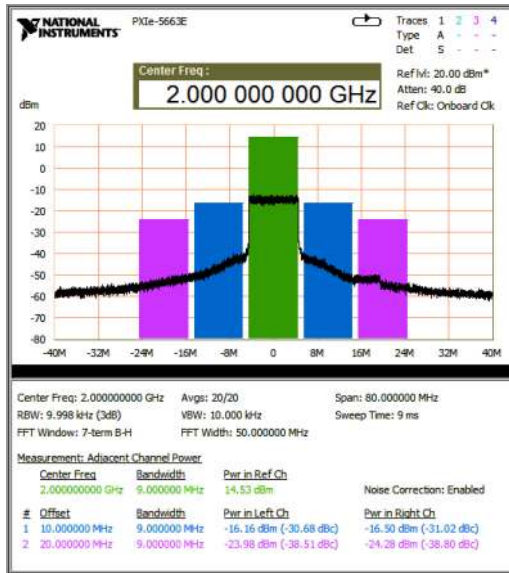 NATIONAL INSTRUMENTS™ PXIe-5663E
Traces 1 2 3 4
Type A - - -
Det S - - -
Center Freq :
2.000 000 000 GHz
Ref lvl: 20.00 dBm*
Atten: 40.0 dB
Ref Clk: Onboard Clk
dBm
20
10
0
-10
-20
-30
-40
-50
-60
-70
-80
-40M -32M -24M -16M -8M 0 8M 16M 24M 32M 40M
Center Freq: 2.000000000 GHz Avgs: 20/20 Span: 80.000000 MHz
RBW: 9.998 kHz (3dB) VBW: 10.000 kHz Sweep Time: 9 ms
FFT Window: 7-term B-H FFT Width: 50.000000 MHz
Measurement: Adjacent Channel Power
Center Freq Bandwidth Pwr in Ref Ch
2.000000000 GHz 9.000000 MHz 14.53 dBm Noise Correction: Enabled
# Offset Bandwidth Pwr in Left Ch Pwr in Right Ch
1 10.000000 MHz 9.000000 MHz -16.16 dBm (-30.68 dBc) -16.50 dBm (-31.02 dBc)
2 20.000000 MHz 9.000000 MHz -23.98 dBm (-38.51 dBc) -24.28 dBm (-38.80 dBc)